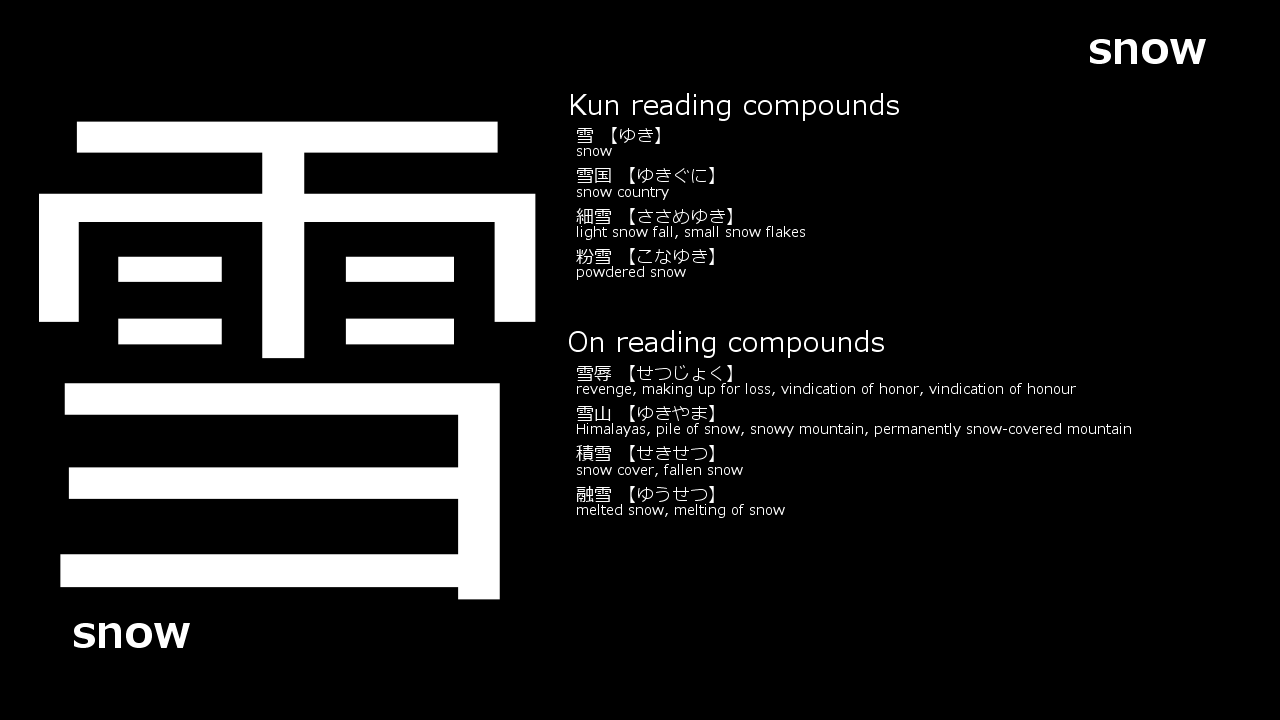 snow
雪
snow
Kun reading compounds
雪 【ゆき】
snow
雪国 【ゆきぐに】
snow country
細雪 【ささめゆき】
light snow fall, small snow flakes
粉雪 【こなゆき】
powdered snow
On reading compounds
雪辱 【せつじょく】
revenge, making up for loss, vindication of honor, vindication of honour
雪山 【ゆきやま】
Himalayas, pile of snow, snowy mountain, permanently snow-covered mountain
積雪 【せきせつ】
snow cover, fallen snow
融雪 【ゆうせつ】
melted snow, melting of snow